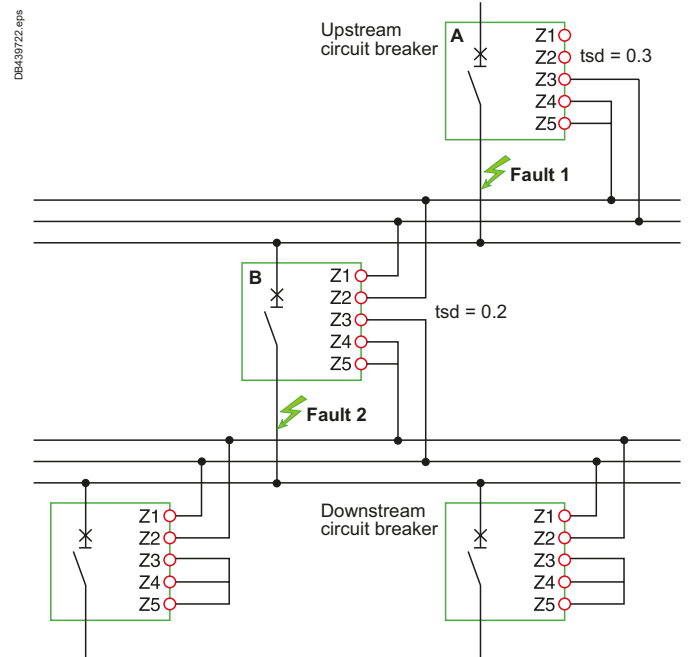 DB439722.eps
Upstream
circuit breaker
A
Z1
Z2
Z3
Z4
Z5
tsd = 0.3
Fault 1
B
Z1
Z2
Z3
Z4
Z5
tsd = 0.2
Fault 2
Z1
Z2
Z3
Z4
Z5
Downstream
circuit breaker
Z1
Z2
Z3
Z4
Z5